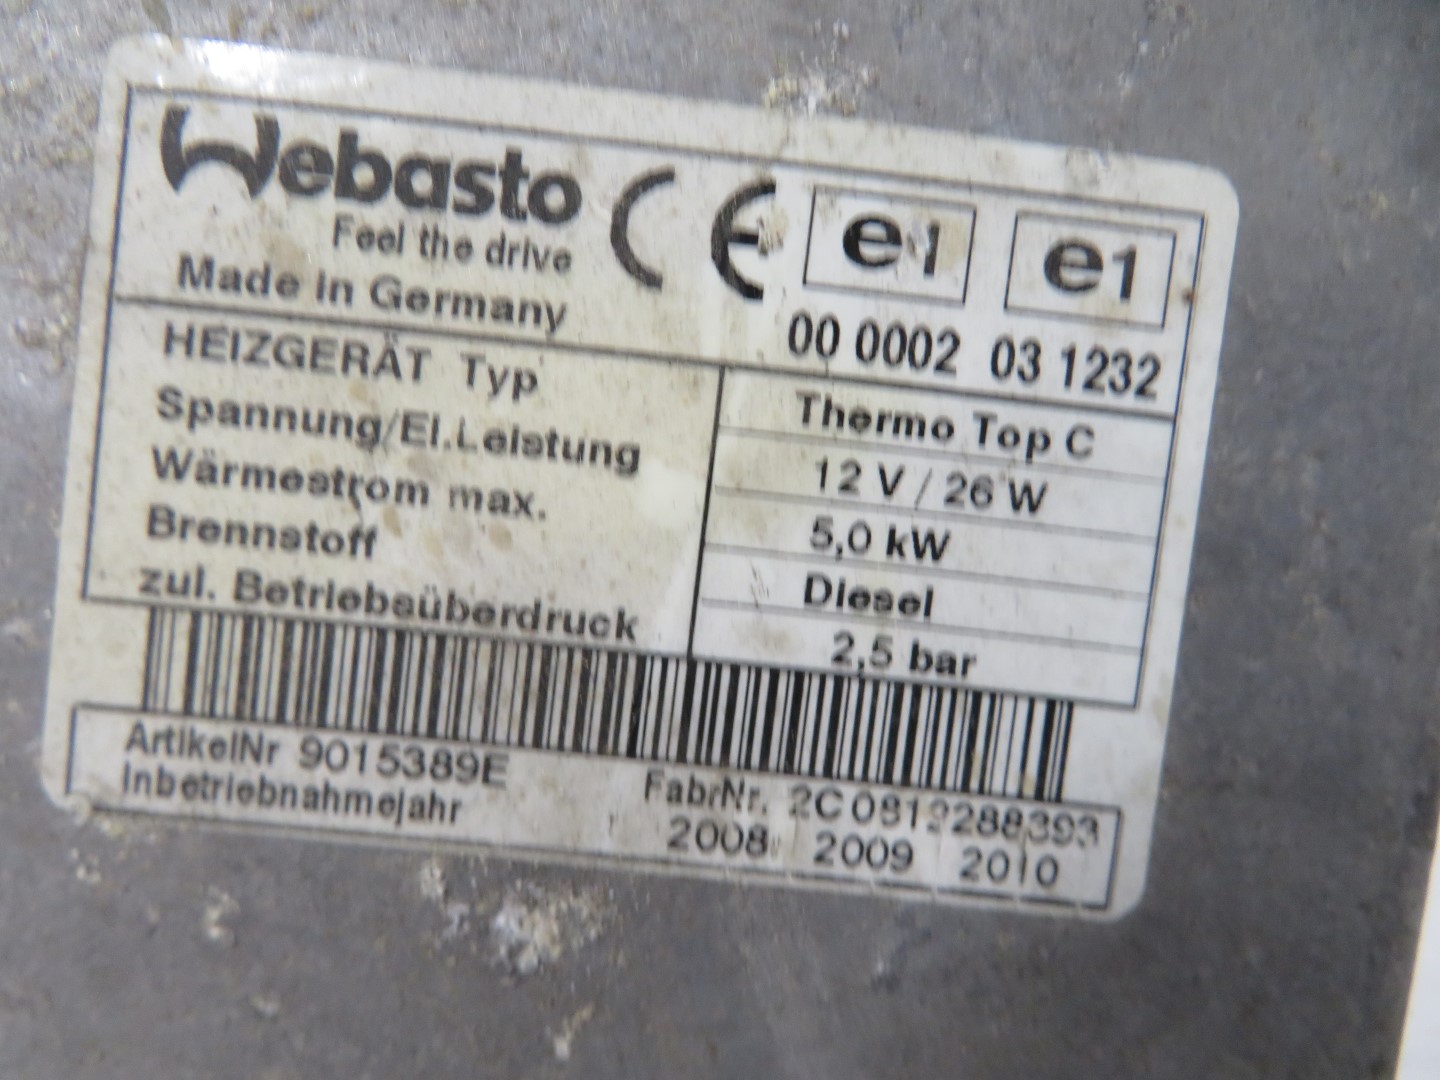 Webasto
Feel the drive
Made in Germany
CE e1 e1
00 0002 03 1232
HEIZGERÄT Typ Thermo Top C
Spannung/El.Leistung 12 V / 26 W
Wärmestrom max. 5,0 kW
Brennstoff Diesel
zul. Betriebsüberdruck 2,5 bar
ArtikelNr 9015389E FabrNr. 2C
Inbetriebnahmejahr 2008 2009 2010